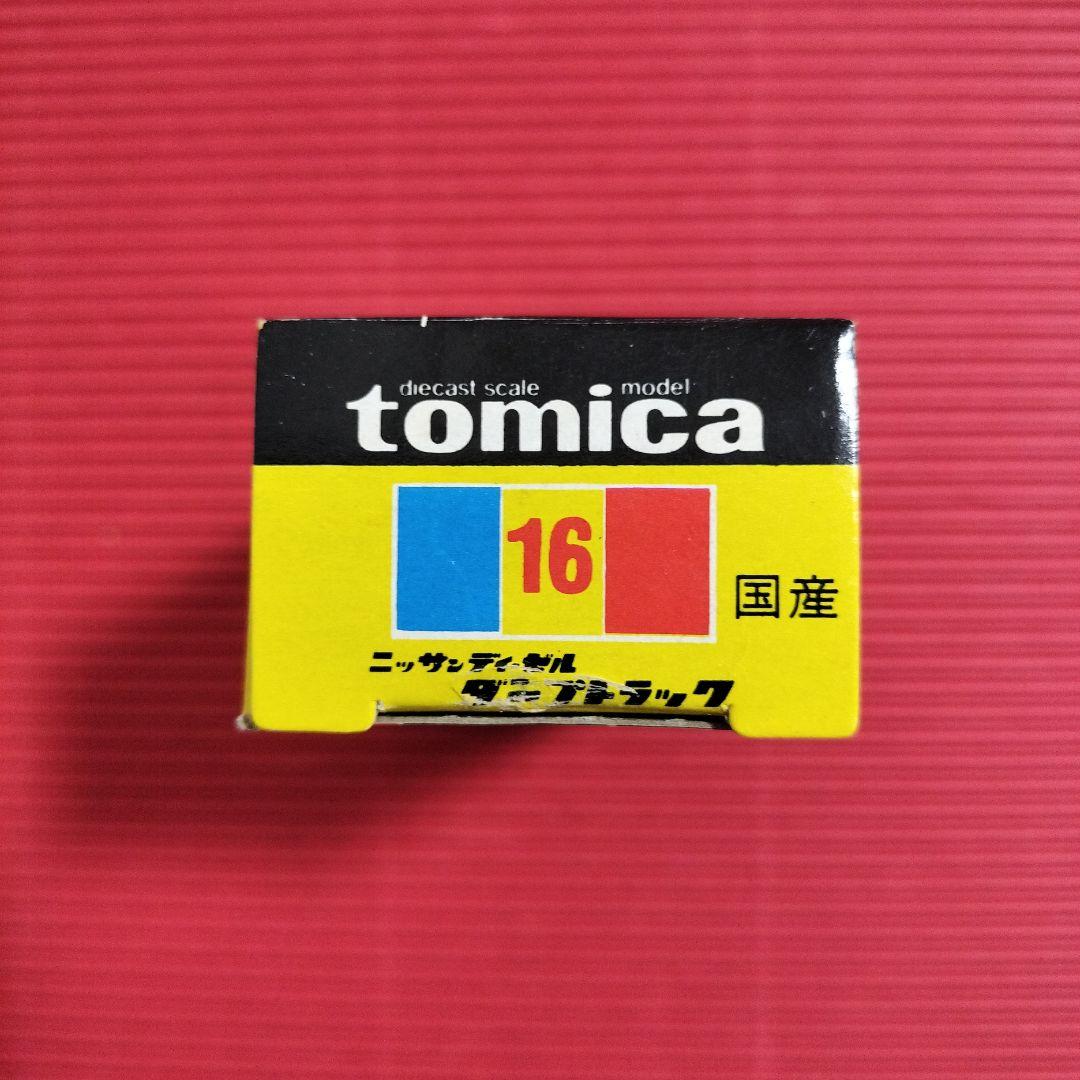 diecast scale model
tomica
16
国産
ニッサンディーゼル
ダンプトラック